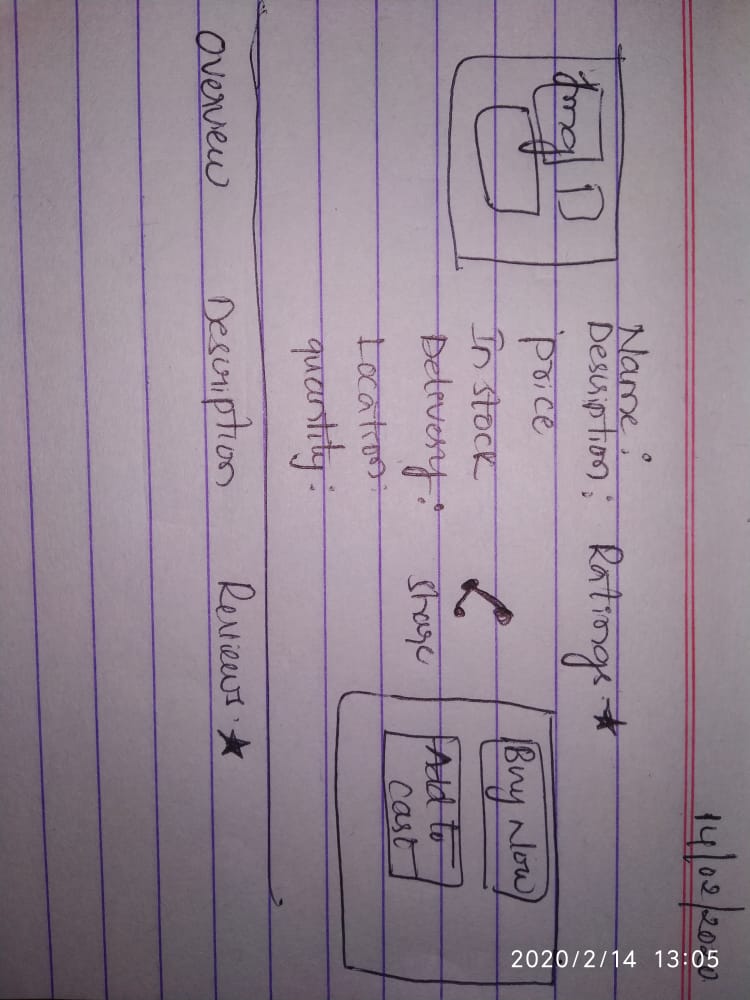 14/02/2020
Img
Name:
Description: Ratings ★
Price
In stock
Delivery: Share
Location:
quantity:
Buy Now
Add to
cart
Overview Description Reviews ★
2020/2/14 13:05